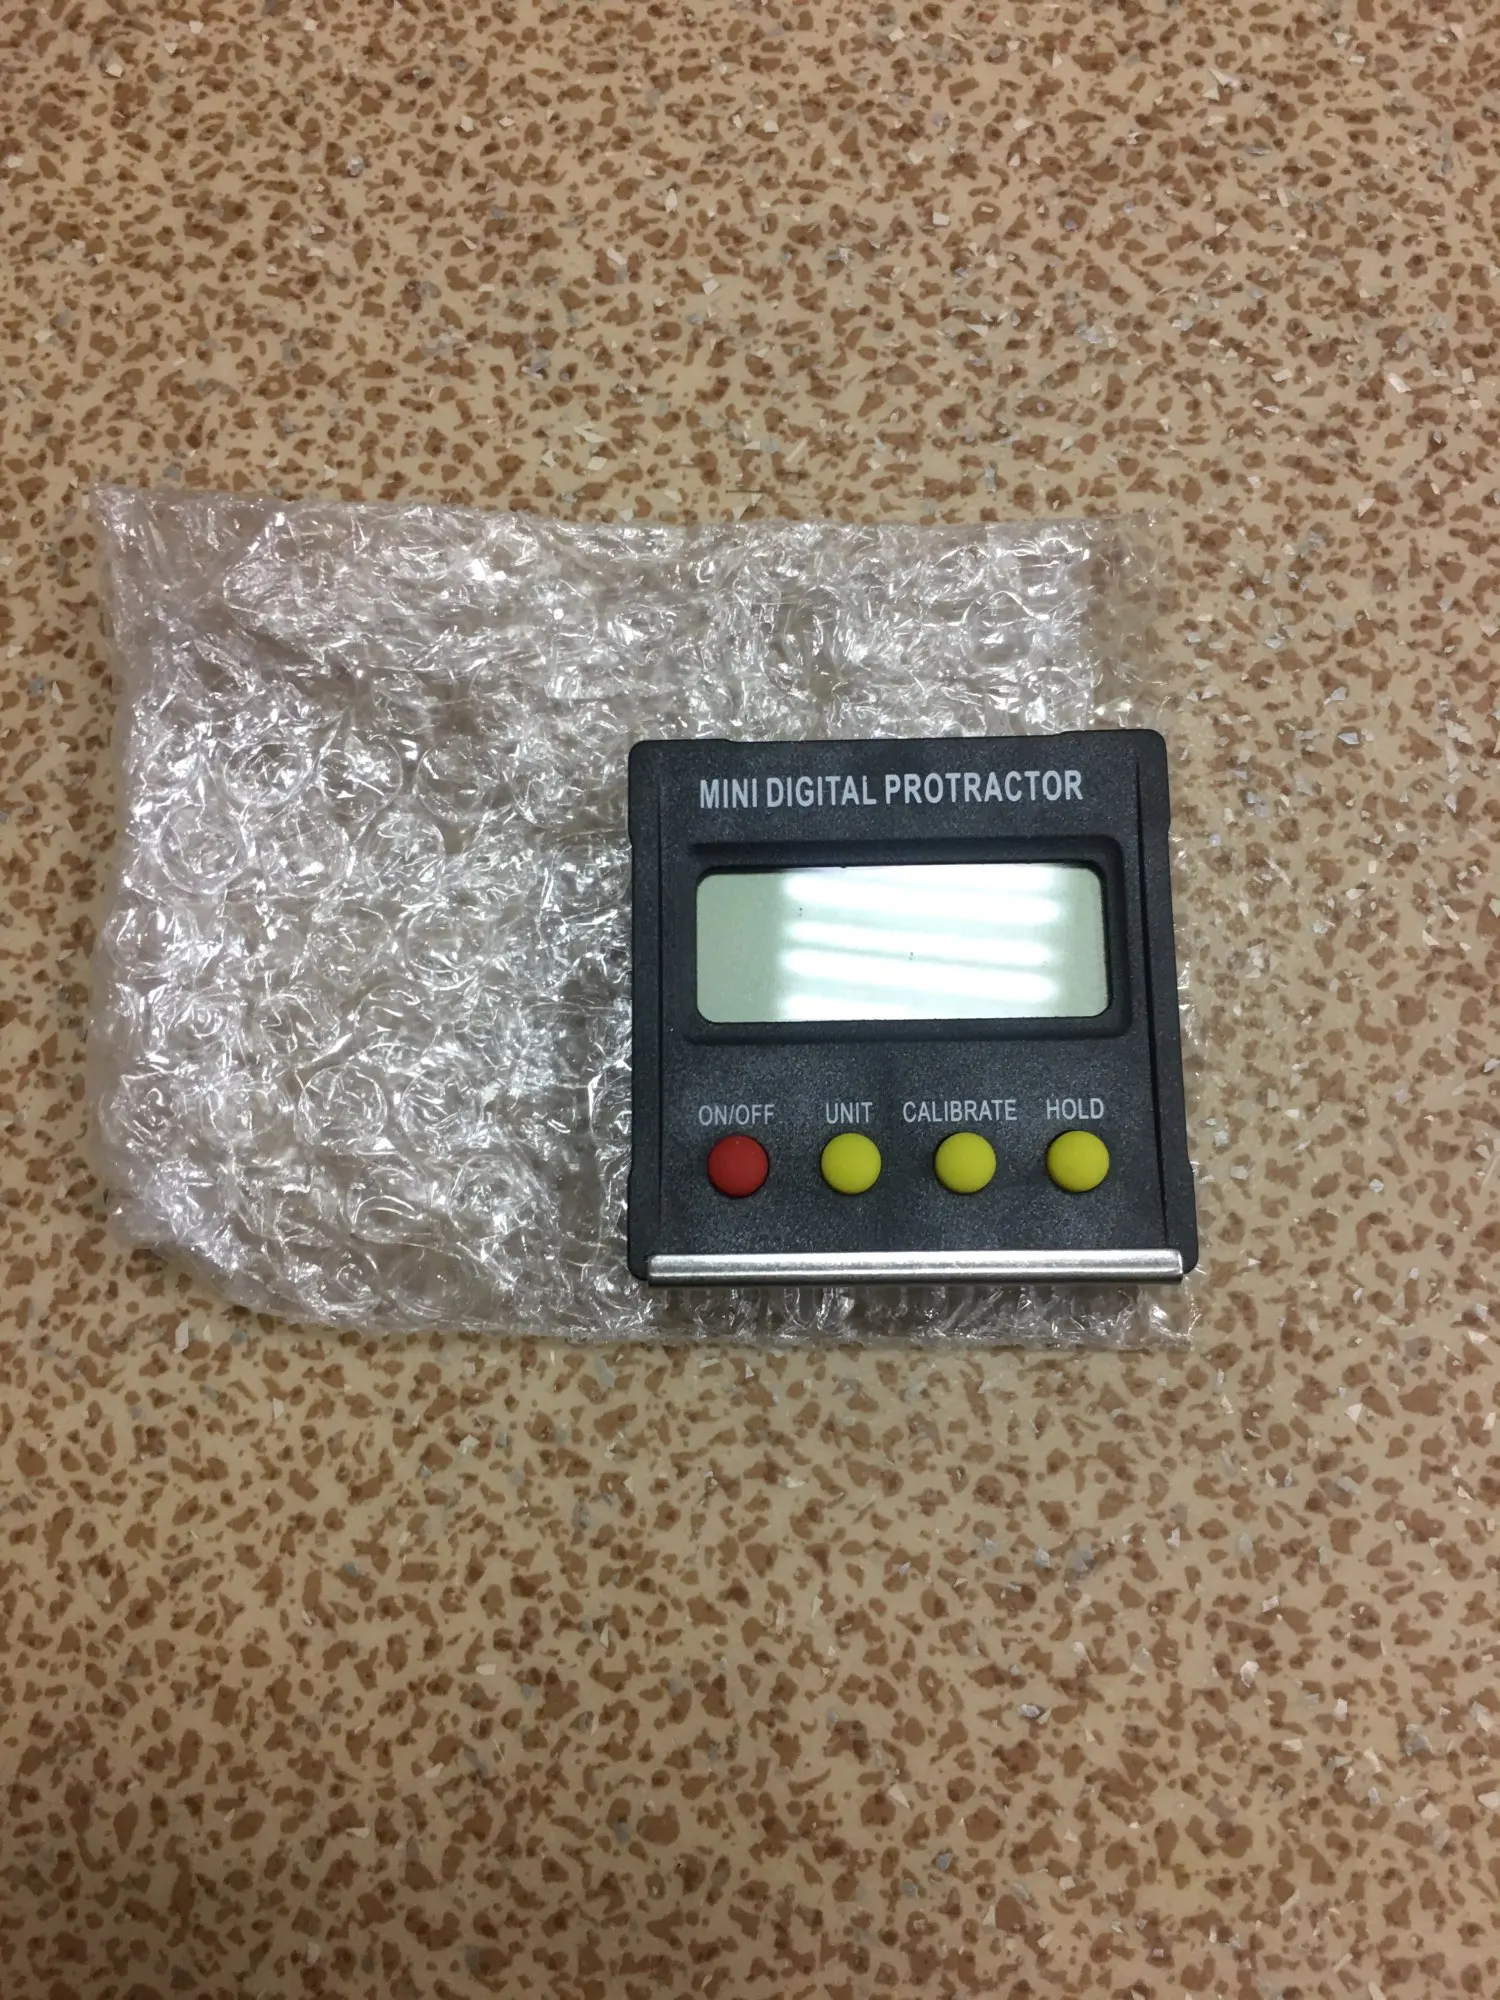 MINI DIGITAL PROTRACTOR
ON/OFF UNIT CALIBRATE HOLD